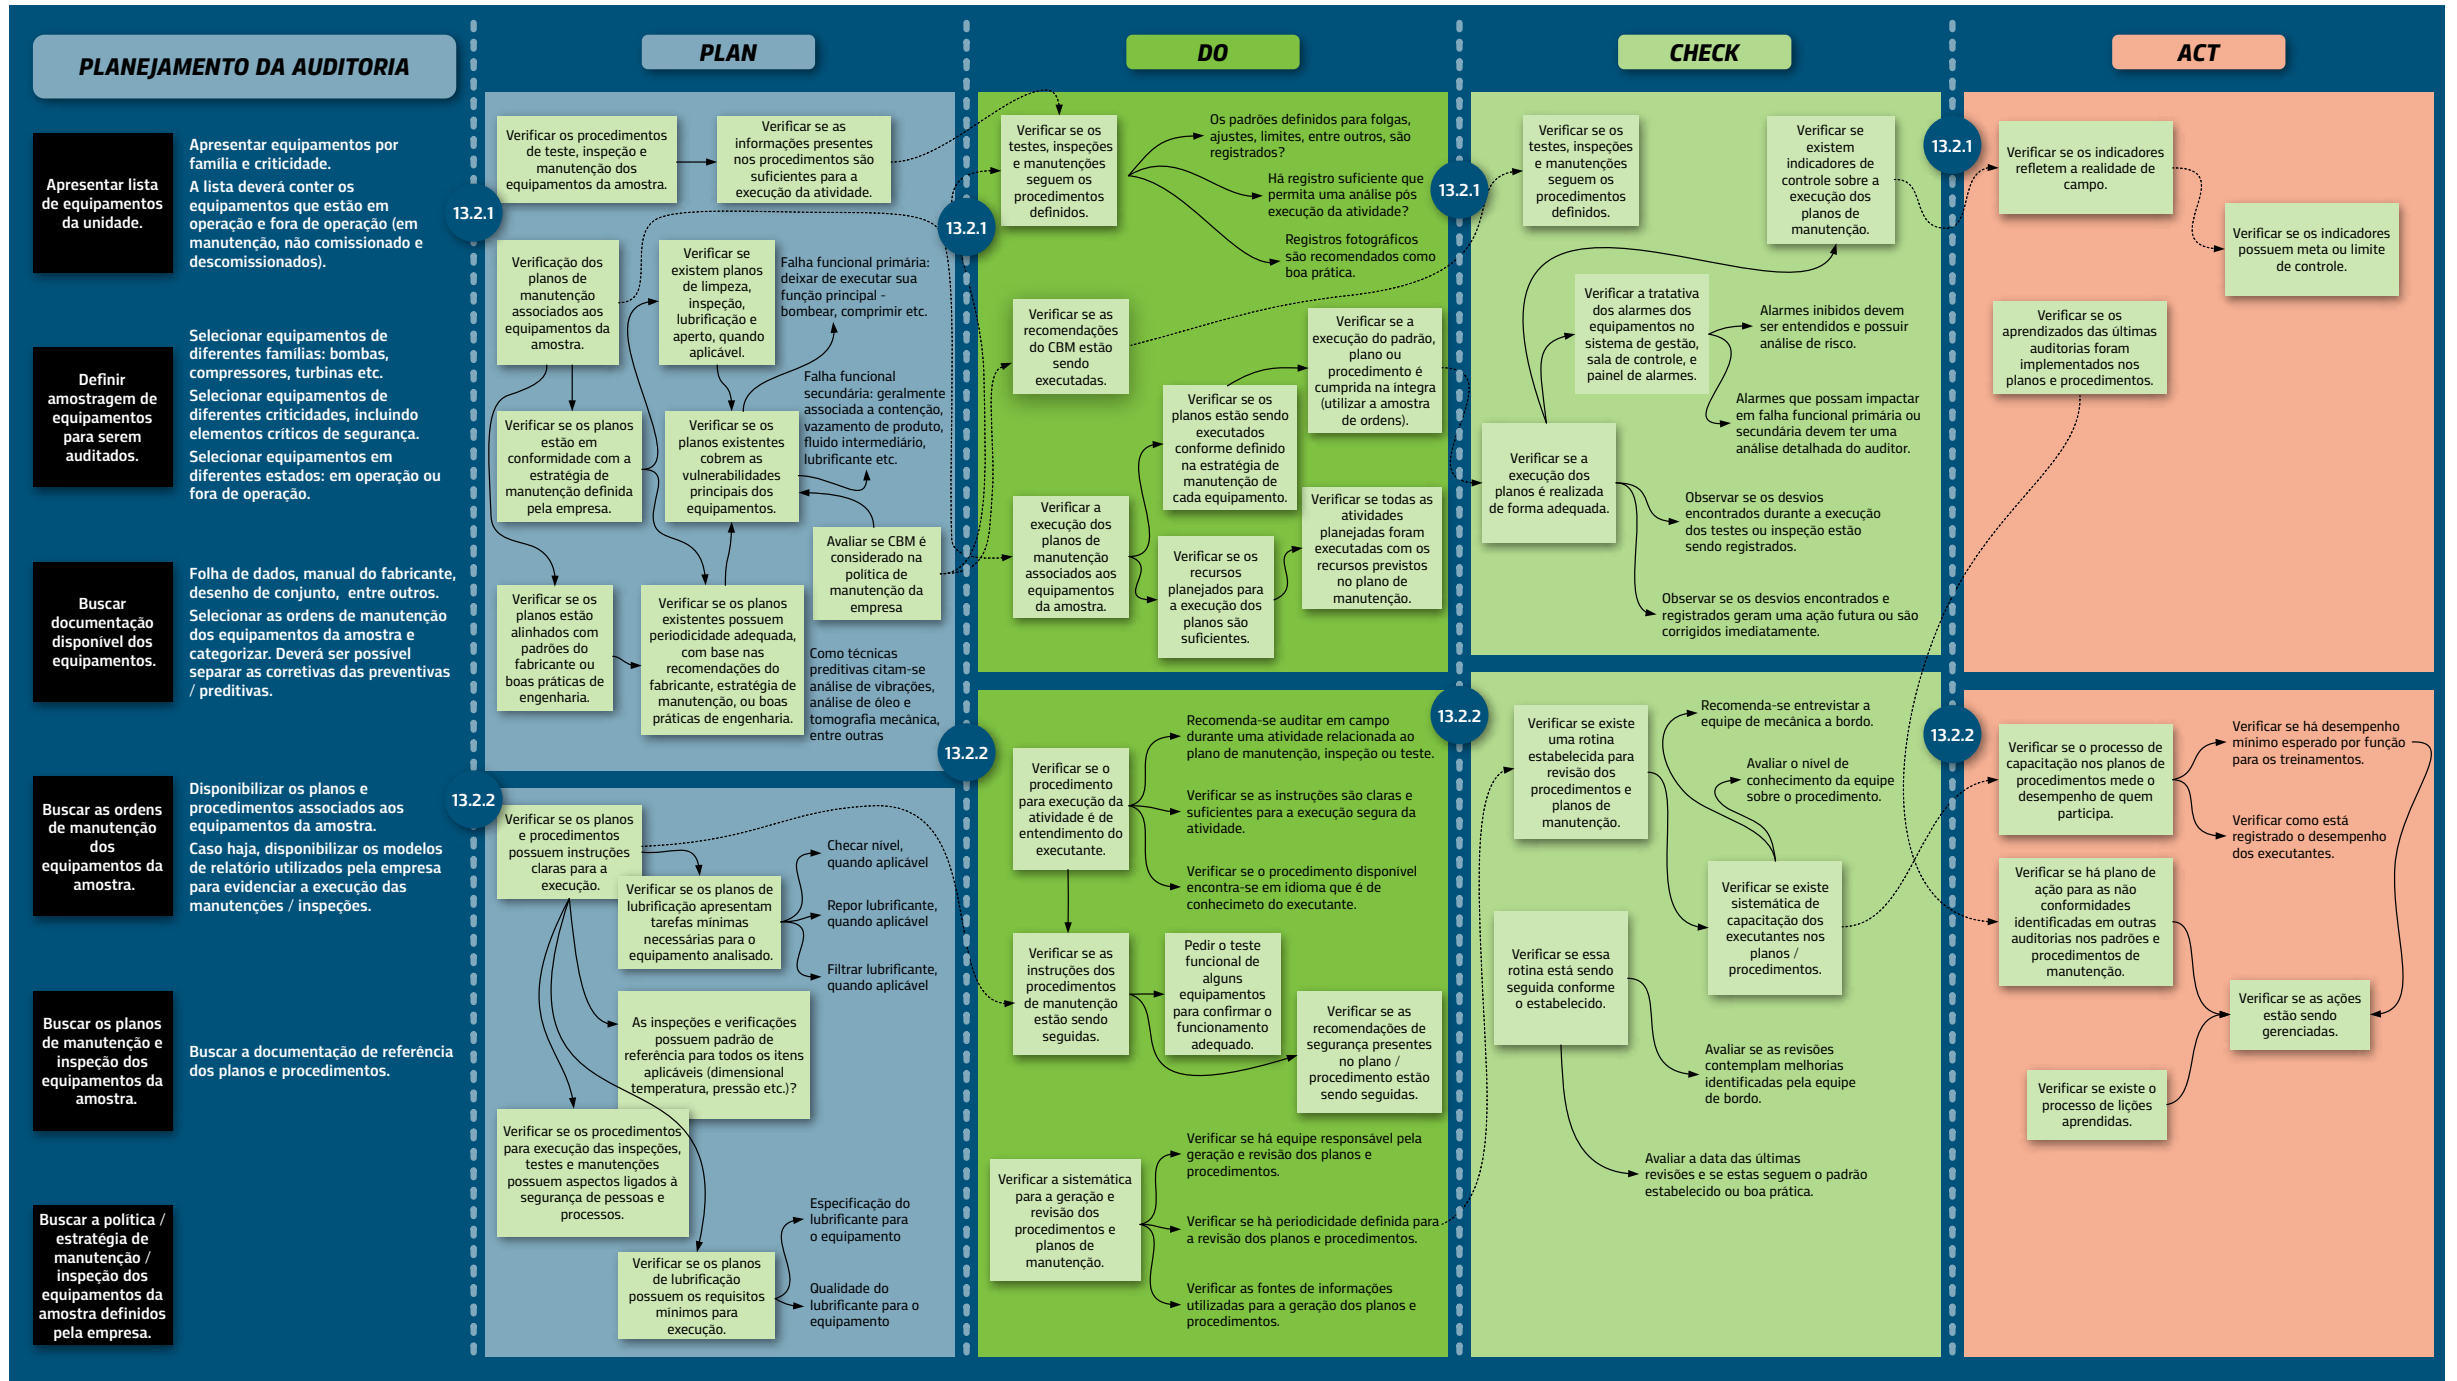 PLANEJAMENTO DA AUDITORIA
Apresentar lista
de equipamentos
da unidade.
Apresentar equipamentos por
família e criticidade.
A lista deverá conter os
equipamentos que estão em
operação e fora de operação (em
manutenção, não comissionado e
descomissionados).
Definir
amostragem de
equipamentos
para serem
auditados.
Selecionar equipamentos de
diferentes famílias: bombas,
compressores, turbinas etc.
Selecionar equipamentos de
diferentes criticidades, incluindo
elementos críticos de segurança.
Selecionar equipamentos em
diferentes estados: em operação ou
fora de operação.
Buscar
documentação
disponível dos
equipamentos.
Folha de dados, manual do fabricante,
desenho de conjunto, entre outros.
Selecionar as ordens de manutenção
dos equipamentos da amostra e
categorizar. Deverá ser possível
separar as corretivas das preventivas
/ preditivas.
Buscar as ordens
de manutenção
dos
equipamentos da
amostra.
Disponibilizar os planos e
procedimentos associados aos
equipamentos da amostra.
Caso haja, disponibilizar os modelos
de relatório utilizados pela empresa
para evidenciar a execução das
manutenções / inspeções.
Buscar os planos
de manutenção e
inspeção dos
equipamentos da
amostra.
Buscar a documentação de referência
dos planos e procedimentos.
Buscar a política /
estratégia de
manutenção /
inspeção dos
equipamentos da
amostra definidos
pela empresa.
PLAN
13.2.1
Verificar os procedimentos
de teste, inspeção e
manutenção dos
equipamentos da amostra.
Verificar se as
informações presentes
nos procedimentos são
suficientes para a
execução da atividade.
Verificação dos
planos de
manutenção
associados aos
equipamentos da
amostra.
Verificar se
existem planos
de limpeza,
inspeção,
lubrificação e
aperto, quando
aplicável.
Falha funcional primária:
deixar de executar sua
função principal -
bombear, comprimir etc.
Falha funcional
secundária: geralmente
associada a contenção,
vazamento de produto,
fluido intermediário,
lubrificante etc.
Verificar se os planos
estão em
conformidade com a
estratégia de
manutenção definida
pela empresa.
Verificar se os
planos existentes
cobrem as
vulnerabilidades
principais dos
equipamentos.
Avaliar se CBM é
considerado na
política de
manutenção da
empresa
Verificar se os
planos estão
alinhados com
padrões do
fabricante ou
boas práticas de
engenharia.
Verificar se os planos
existentes possuem
periodicidade adequada,
com base nas
recomendações do
fabricante, estratégia de
manutenção, ou boas
práticas de engenharia.
Como técnicas
preditivas citam-se
análise de vibrações,
análise de óleo e
tomografia mecânica,
entre outras
13.2.2
Verificar se os planos
e procedimentos
possuem instruções
claras para a
execução.
Verificar se os planos de
lubrificação apresentam
tarefas mínimas
necessárias para o
equipamento analisado.
Checar nível,
quando aplicável
Repor lubrificante,
quando aplicável
Filtrar lubrificante,
quando aplicável
As inspeções e verificações
possuem padrão de
referência para todos os itens
aplicáveis (dimensional
temperatura, pressão etc.)?
Verificar se os procedimentos
para execução das inspeções,
testes e manutenções
possuem aspectos ligados à
segurança de pessoas e
processos.
Verificar se os planos
de lubrificação
possuem os requisitos
mínimos para
execução.
Especificação do
lubrificante para
o equipamento
Qualidade do
lubrificante para o
equipamento
DO
13.2.1
Verificar se os
testes, inspeções
e manutenções
seguem os
procedimentos
definidos.
Os padrões definidos para folgas,
ajustes, limites, entre outros, são
registrados?
Há registro suficiente que
permita uma análise pós
execução da atividade?
Registros fotográficos
são recomendados como
boa prática.
Verificar se as
recomendações
do CBM estão
sendo
executadas.
Verificar se a
execução do padrão,
plano ou
procedimento é
cumprida na íntegra
(utilizar a amostra
de ordens).
Verificar se os
planos estão sendo
executados
conforme definido
na estratégia de
manutenção de
cada equipamento.
Verificar a
execução dos
planos de
manutenção
associados aos
equipamentos
da amostra.
Verificar se os
recursos
planejados para
a execução dos
planos são
suficientes.
Verificar se todas as
atividades
planejadas foram
executadas com os
recursos previstos
no plano de
manutenção.
13.2.2
Verificar se o
procedimento
para execução da
atividade é de
entendimento do
executante.
Recomenda-se auditar em campo
durante uma atividade relacionada ao
plano de manutenção, inspeção ou teste.
Verificar se as instruções são claras e
suficientes para a execução segura da
atividade.
Verificar se o procedimento disponível
encontra-se em idioma que é de
conhecimeto do executante.
Verificar se as
instruções dos
procedimentos
de manutenção
estão sendo
seguidas.
Pedir o teste
funcional de
alguns
equipamentos
para confirmar o
funcionamento
adequado.
Verificar se as
recomendações de
segurança presentes
no plano /
procedimento estão
sendo seguidas.
Verificar a sistemática
para a geração e
revisão dos
procedimentos e
planos de
manutenção.
Verificar se há equipe responsável pela
geração e revisão dos planos e
procedimentos.
Verificar se há periodicidade definida para
a revisão dos planos e procedimentos.
Verificar as fontes de informações
utilizadas para a geração dos planos e
procedimentos.
CHECK
13.2.1
Verificar se os
testes, inspeções
e manutenções
seguem os
procedimentos
definidos.
Verificar se
existem
indicadores de
controle sobre a
execução dos
planos de
manutenção.
Verificar a tratativa
dos alarmes dos
equipamentos no
sistema de gestão,
sala de controle, e
painel de alarmes.
Alarmes inibidos devem
ser entendidos e possuir
análise de risco.
Alarmes que possam impactar
em falha funcional primária ou
secundária devem ter uma
análise detalhada do auditor.
Verificar se a
execução dos
planos é realizada
de forma adequada.
Observar se os desvios
encontrados durante a execução
dos testes ou inspeção estão
sendo registrados.
Observar se os desvios encontrados e
registrados geram uma ação futura ou são
corrigidos imediatamente.
13.2.2
Verificar se existe
uma rotina
estabelecida para
revisão dos
procedimentos e
planos de
manutenção.
Recomenda-se entrevistar a
equipe de mecânica a bordo.
Avaliar o nível de
conhecimento da equipe
sobre o procedimento.
Verificar se existe
sistemática de
capacitação dos
executantes nos
planos /
procedimentos.
Verificar se essa
rotina está sendo
seguida conforme
o estabelecido.
Avaliar se as revisões
contemplam melhorias
identificadas pela equipe
de bordo.
Avaliar a data das últimas
revisões e se estas seguem o padrão
estabelecido ou boa prática.
ACT
13.2.1
Verificar se os indicadores
refletem a realidade de
campo.
Verificar se os indicadores
possuem meta ou limite
de controle.
Verificar se os
aprendizados das últimas
auditorias foram
implementados nos
planos e procedimentos.
13.2.2
Verificar se o processo de
capacitação nos planos de
procedimentos mede o
desempenho de quem
participa.
Verificar se há desempenho
mínimo esperado por função
para os treinamentos.
Verificar como está
registrado o desempenho
dos executantes.
Verificar se há plano de
ação para as não
conformidades
identificadas em outras
auditorias nos padrões e
procedimentos de
manutenção.
Verificar se as ações
estão sendo
gerenciadas.
Verificar se existe o
processo de lições
aprendidas.